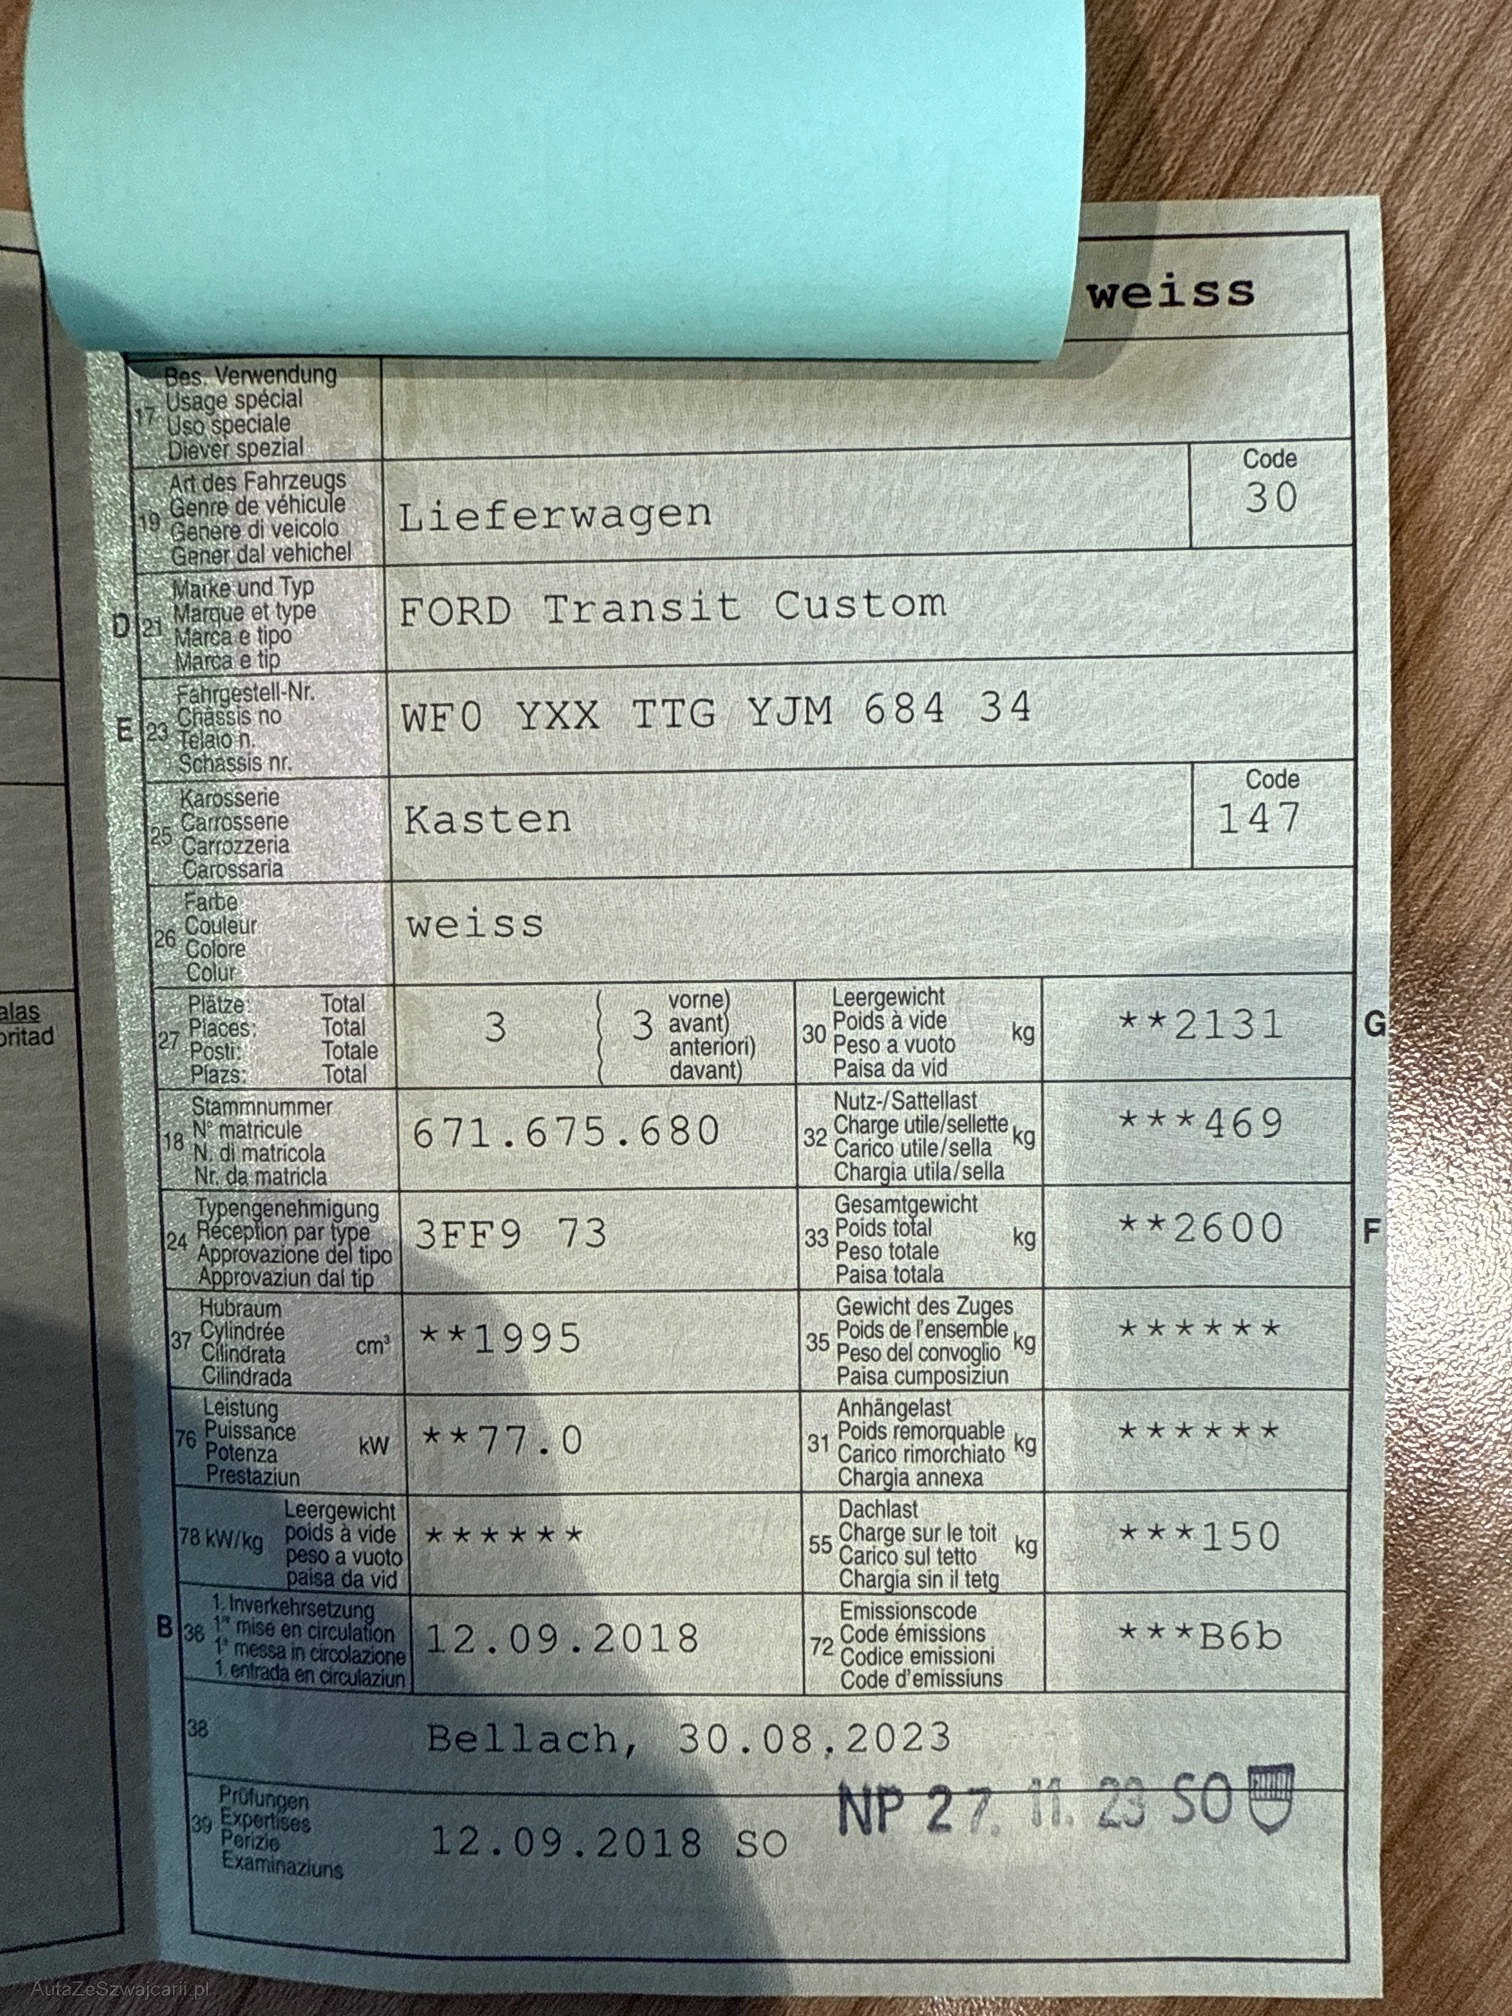 weiss
17 Bes. Verwendung
Usage spécial
Uso speciale
Diever spezial
19 Art des Fahrzeugs
Genre de véhicule
Genere di veicolo
Gener dal vehichel
Lieferwagen
Code
30
D 21 Marke und Typ
Marque et type
Marca e tipo
Marca e tip
FORD Transit Custom
E 23 Fahrgestell-Nr.
Châssis no
Telaio n.
Schassis nr.
WF0 YXX TTG YJM 684 34
25 Karosserie
Carrosserie
Carrozzeria
Carossaria
Kasten
Code
147
26 Farbe
Couleur
Colore
Colur
weiss
alas
oritad
27 Plätze: Total
Places: Total
Posti: Totale
Plazs: Total
3 ( 3 vorne)
( avant)
( anteriori)
( davant)
30 Leergewicht
Poids à vide kg
Peso a vuoto
Paisa da vid
**2131 G
18 Stammnummer
N° matricule
N. di matricola
Nr. da matricla
671.675.680
32 Nutz-/Sattellast
Charge utile/sellette kg
Carico utile/sella
Chargia utila/sella
***469
24 Typengenehmigung
Réception par type
Approvazione del tipo
Approvaziun dal tip
3FF9 73
33 Gesamtgewicht
Poids total kg
Peso totale
Paisa totala
**2600 F
37 Hubraum
Cylindrée cm³
Cilindrata
Cilindrada
**1995
35 Gewicht des Zuges
Poids de l'ensemble kg
Peso del convoglio
Paisa cumposiziun
******
76 Leistung
Puissance kW
Potenza
Prestaziun
**77.0
31 Anhängelast
Poids remorquable kg
Carico rimorchiato
Chargia annexa
******
78 kW/kg Leergewicht
poids à vide
peso a vuoto
paisa da vid
******
55 Dachlast
Charge sur le toit kg
Carico sul tetto
Chargia sin il tetg
***150
B 36 1. Inverkehrsetzung
1re mise en circulation
1a messa in circolazione
1. entrada en circulaziun
12.09.2018
72 Emissionscode
Code émissions
Codice emissioni
Code d'emissiuns
***B6b
38
Bellach, 30.08.2023
39 Prüfungen
Expertises
Perizie
Examinaziuns
12.09.2018 SO
NP 27. 11. 23 SO
AutaZeSzwajcarii.pl